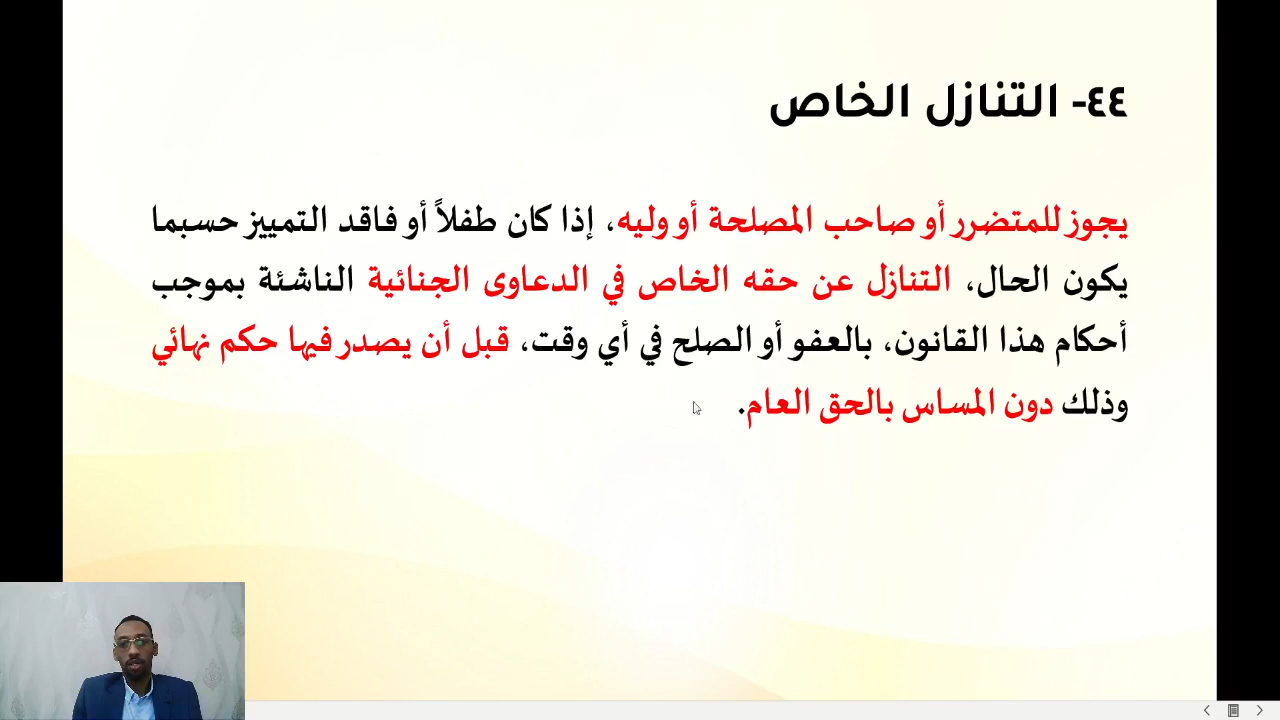 ٤٤- التنازل الخاص
يجوز للمتضرر أو صاحب المصلحة أو وليه، إذا كان طفلاً أو فاقد التمييز حسبما
يكون الحال، التنازل عن حقه الخاص في الدعاوى الجنائية الناشئة بموجب
أحكام هذا القانون، بالعفو أو الصلح في أي وقت، قبل أن يصدر فيها حكم نهائي
وذلك دون المساس بالحق العام.